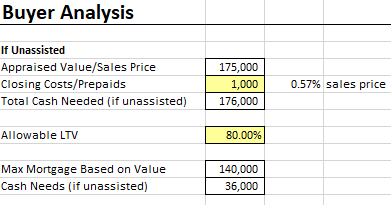 Buyer Analysis
If Unassisted
Appraised Value/Sales Price 175,000
Closing Costs/Prepaids 1,000 0.57% sales price
Total Cash Needed (if unassisted) 176,000
Allowable LTV 80.00%
Max Mortgage Based on Value 140,000
Cash Needs (if unassisted) 36,000